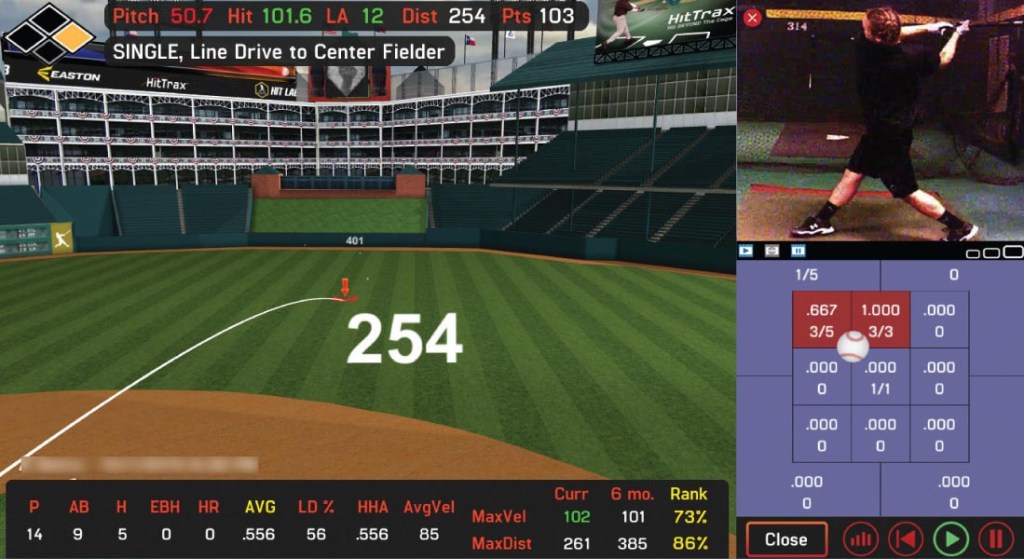 Pitch 50.7 Hit 101.6 LA 12 Dist 254 Pts 103
SINGLE, Line Drive to Center Fielder
HitTrax
EASTON
HitTrax
HIT LA
314
401
254
1/5 0
.667 1.000 .000
3/5 3/3 0
.000 .000 .000
0 1/1 0
.000 .000 .000
0 0 0
.000 .000
0 0
P AB H EBH HR AVG LD % HHA AvgVel
14 9 5 0 0 .556 56 .556 85
Curr 6 mo. Rank
MaxVel 102 101 73%
MaxDist 261 385 86%
Close